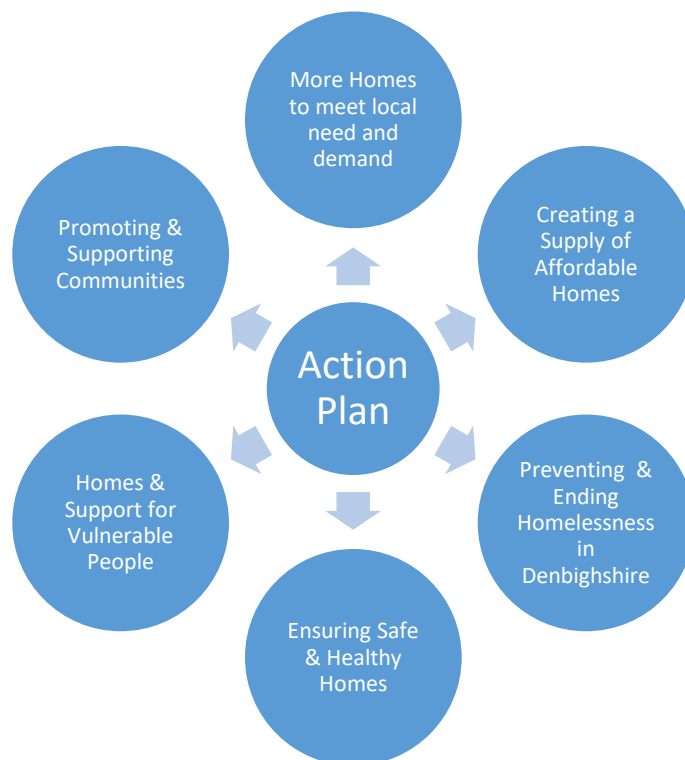 More Homes
to meet local
need and
demand
Creating a
Supply of
Affordable
Homes
Preventing &
Ending
Homelessness
in
Denbighshire
Ensuring Safe
& Healthy
Homes
Homes &
Support for
Vulnerable
People
Promoting &
Supporting
Communities
Action
Plan